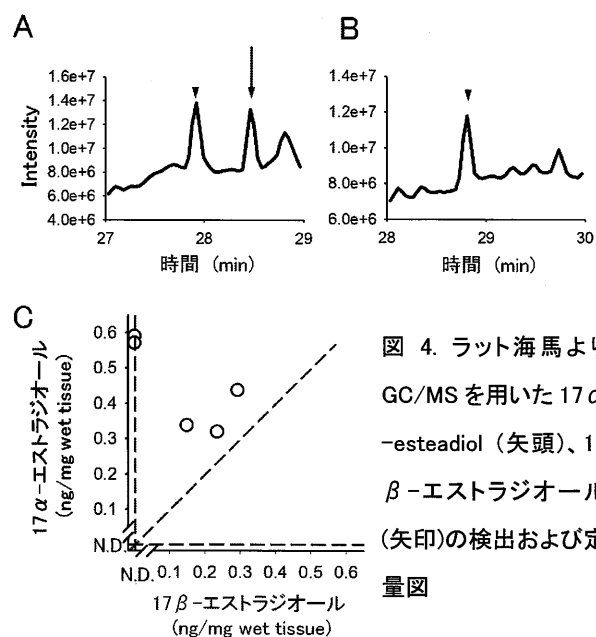 A
B
1.6e+7
1.4e+7
1.2e+7
1.0e+7
8.0e+6
6.0e+6
4.0e+6
Intensity
27
28
29
時間 (min)
1.4e+7
1.2e+7
1.0e+7
8.0e+6
6.0e+6
28
29
30
時間 (min)
C
17α-エストラジオール
(ng/mg wet tissue)
0.6
0.5
0.4
0.3
0.2
0.1
N.D.
N.D.
0.1
0.2
0.3
0.4
0.5
0.6
17β-エストラジオール
(ng/mg wet tissue)
図 4. ラット海馬より
GC/MS を用いた 17α
-esteadiol (矢頭)、1
β-エストラジオール
(矢印)の検出および定
量図